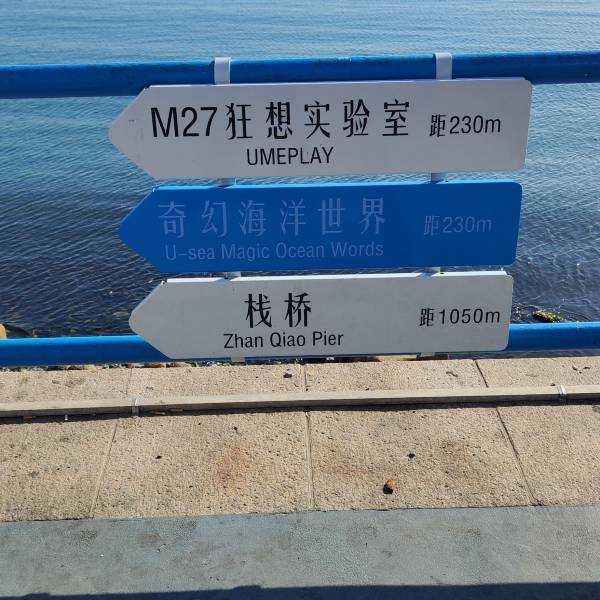 M27狂想实验室 距230m
UMEPLAY
奇幻海洋世界 距230m
U-sea Magic Ocean Words
栈桥 距1050m
Zhan Qiao Pier